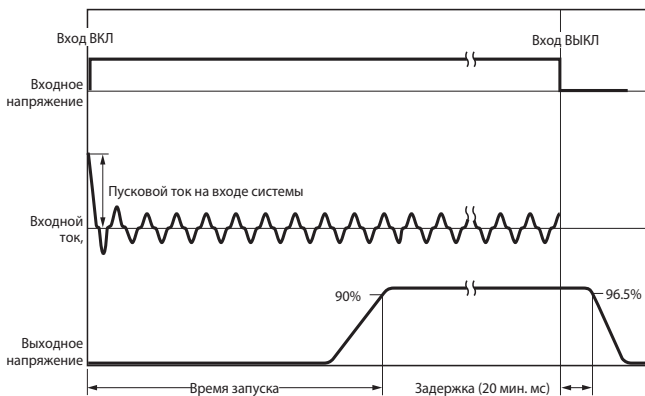 Вход ВКЛ
Вход ВЫКЛ
Входное
напряжение
Пусковой ток на входе системы
Входной
ток,
90%
96.5%
Выходное
напряжение
Время запуска
Задержка (20 мин. мс)